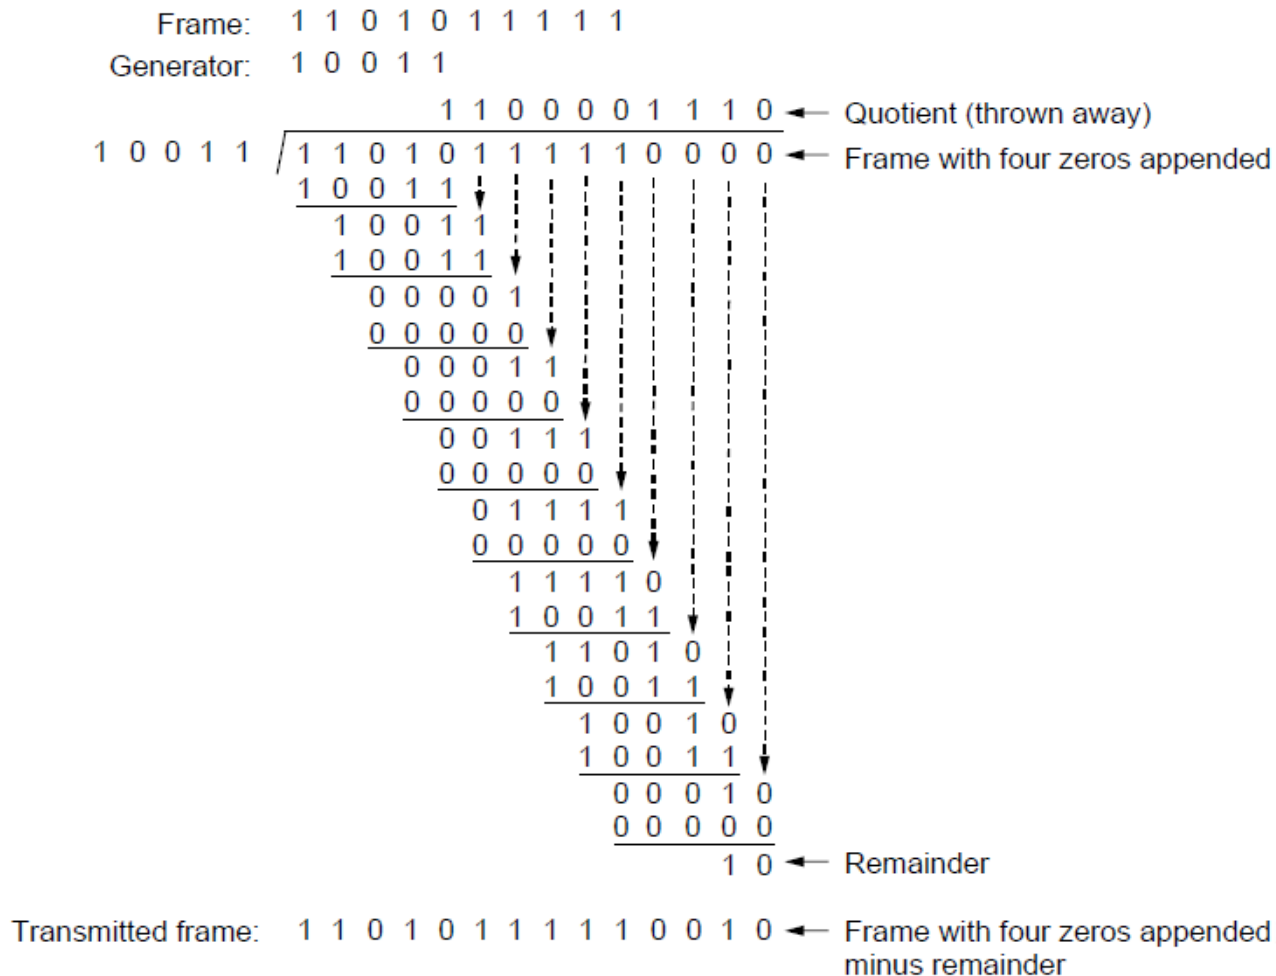 Frame: 1 1 0 1 0 1 1 1 1 1
Generator: 1 0 0 1 1
1 1 0 0 0 0 1 1 1 0 Quotient (thrown away)
1 0 0 1 1 1 1 0 1 0 1 1 1 1 1 0 0 0 0 Frame with four zeros appended
1 0 0 1 1
1 0 0 1 1
1 0 0 1 1
0 0 0 0 1
0 0 0 0 0
0 0 0 1 1
0 0 0 0 0
0 0 1 1 1
0 0 0 0 0
0 1 1 1 1
0 0 0 0 0
1 1 1 1 0
1 0 0 1 1
1 1 0 1 0
1 0 0 1 1
1 0 0 1 0
1 0 0 1 1
0 0 0 1 0
0 0 0 0 0
1 0 Remainder
Transmitted frame: 1 1 0 1 0 1 1 1 1 1 0 0 1 0 Frame with four zeros appended
minus remainder